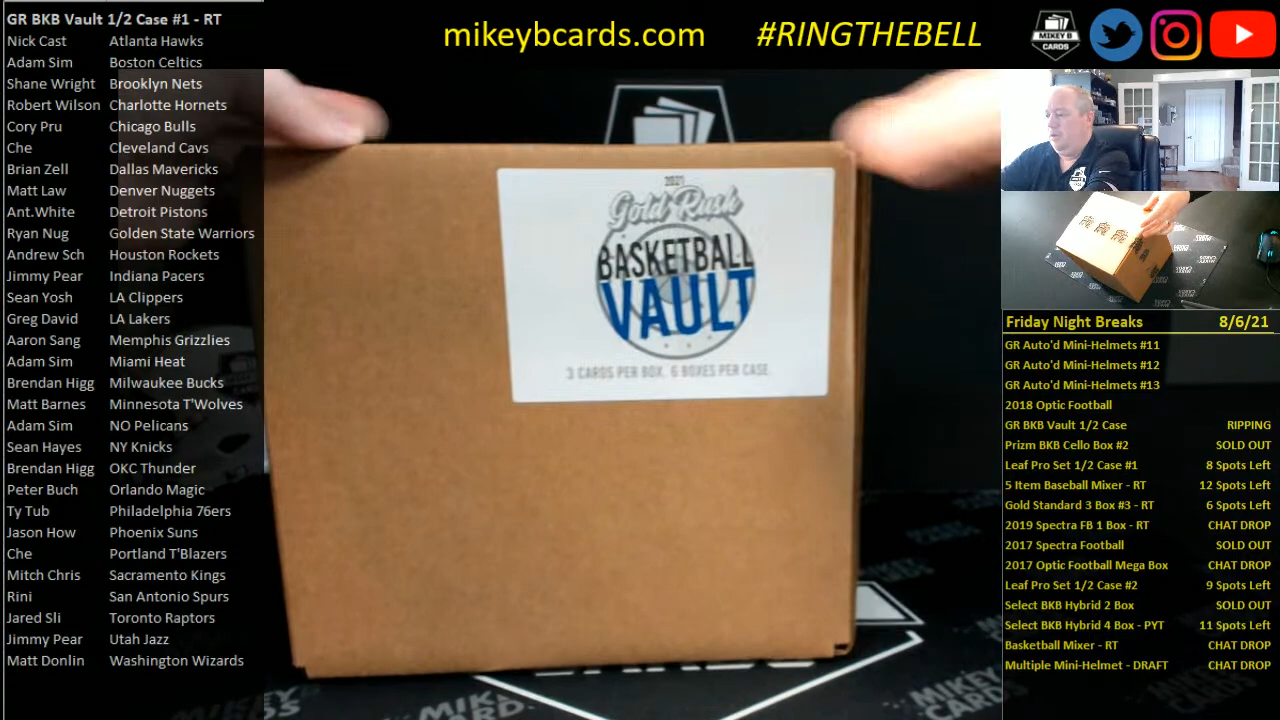 GR BKB Vault 1/2 Case #1 - RT
Nick Cast Atlanta Hawks
Adam Sim Boston Celtics
Shane Wright Brooklyn Nets
Robert Wilson Charlotte Hornets
Cory Pru Chicago Bulls
Che Cleveland Cavs
Brian Zell Dallas Mavericks
Matt Law Denver Nuggets
Ant.White Detroit Pistons
Ryan Nug Golden State Warriors
Andrew Sch Houston Rockets
Jimmy Pear Indiana Pacers
Sean Yosh LA Clippers
Greg David LA Lakers
Aaron Sang Memphis Grizzlies
Adam Sim Miami Heat
Brendan Higg Milwaukee Bucks
Matt Barnes Minnesota T'Wolves
Adam Sim NO Pelicans
Sean Hayes NY Knicks
Brendan Higg OKC Thunder
Peter Buch Orlando Magic
Ty Tub Philadelphia 76ers
Jason How Phoenix Suns
Che Portland T'Blazers
Mitch Chris Sacramento Kings
Rini San Antonio Spurs
Jared Sli Toronto Raptors
Jimmy Pear Utah Jazz
Matt Donlin Washington Wizards
mikeybcards.com #RINGTHEBELL
MIKEY B
CARDS
2021
Gold Rush
BASKETBALL
VAULT
3 CARDS PER BOX. 6 BOXES PER CASE.
MIKEY
CARDS
MIKEY
CARDS
Friday Night Breaks 8/6/21
GR Auto'd Mini-Helmets #11
GR Auto'd Mini-Helmets #12
GR Auto'd Mini-Helmets #13
2018 Optic Football
GR BKB Vault 1/2 Case RIPPING
Prizm BKB Cello Box #2 SOLD OUT
Leaf Pro Set 1/2 Case #1 8 Spots Left
5 Item Baseball Mixer - RT 12 Spots Left
Gold Standard 3 Box #3 - RT 6 Spots Left
2019 Spectra FB 1 Box - RT CHAT DROP
2017 Spectra Football SOLD OUT
2017 Optic Football Mega Box CHAT DROP
Leaf Pro Set 1/2 Case #2 9 Spots Left
Select BKB Hybrid 2 Box SOLD OUT
Select BKB Hybrid 4 Box - PYT 11 Spots Left
Basketball Mixer - RT CHAT DROP
Multiple Mini-Helmet - DRAFT CHAT DROP